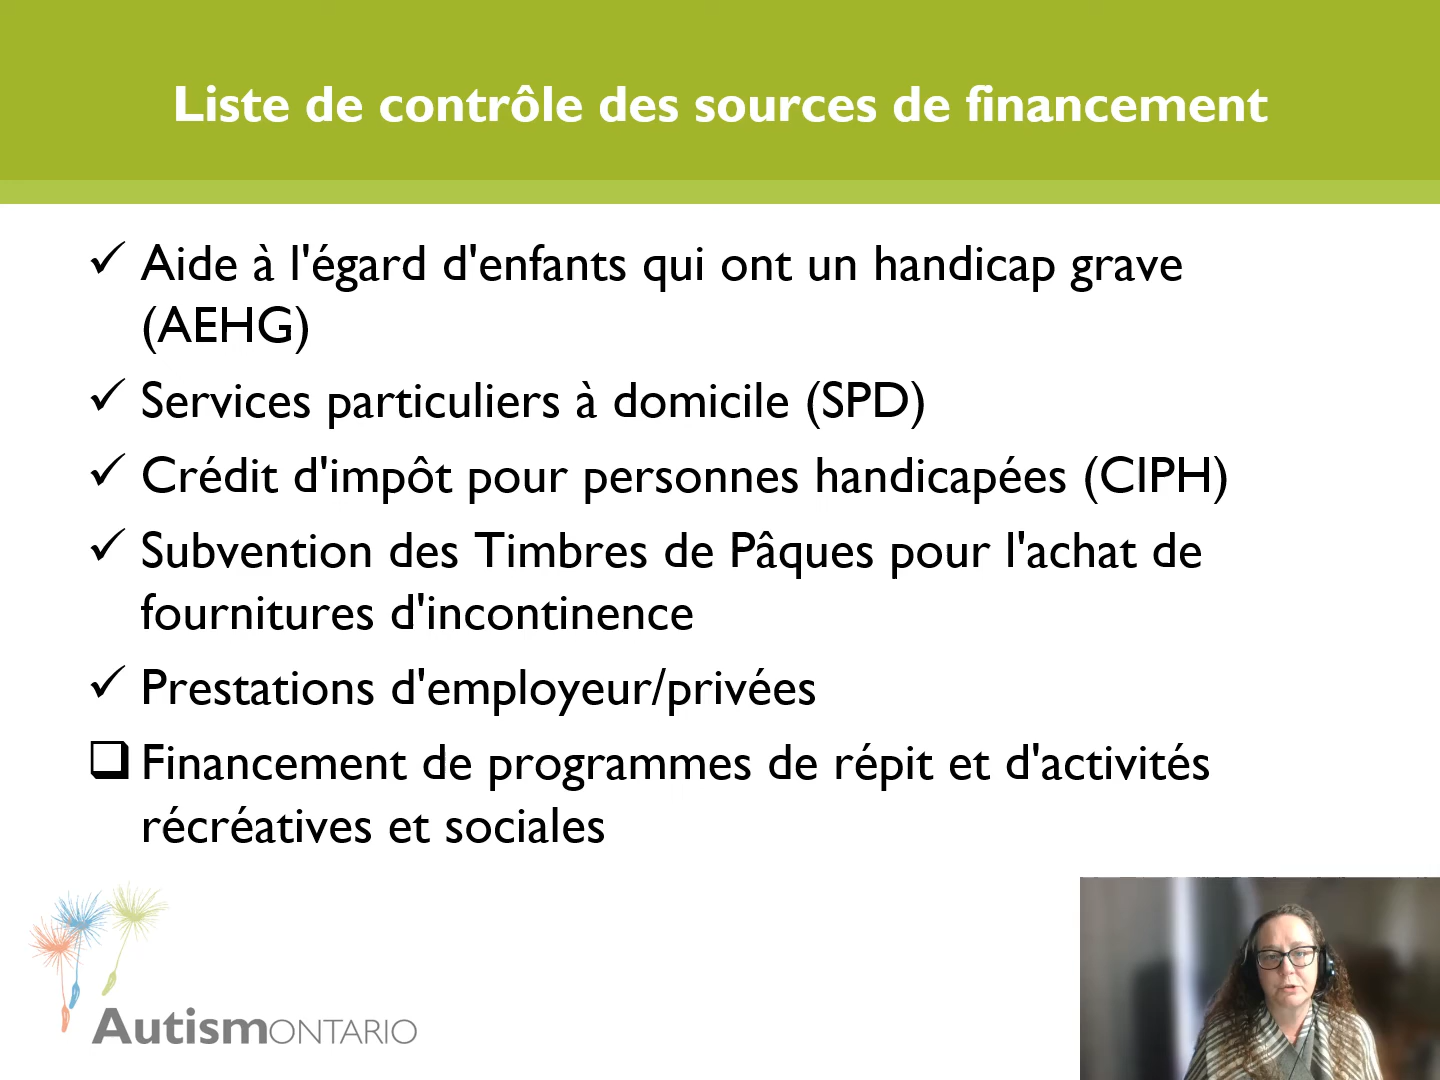 Liste de contrôle des sources de financement
Aide à l'égard d'enfants qui ont un handicap grave
(AEHG)
Services particuliers à domicile (SPD)
Crédit d'impôt pour personnes handicapées (CIPH)
Subvention des Timbres de Pâques pour l'achat de
fournitures d'incontinence
Prestations d'employeur/privées
Financement de programmes de répit et d'activités
récréatives et sociales
AutismONTARIO